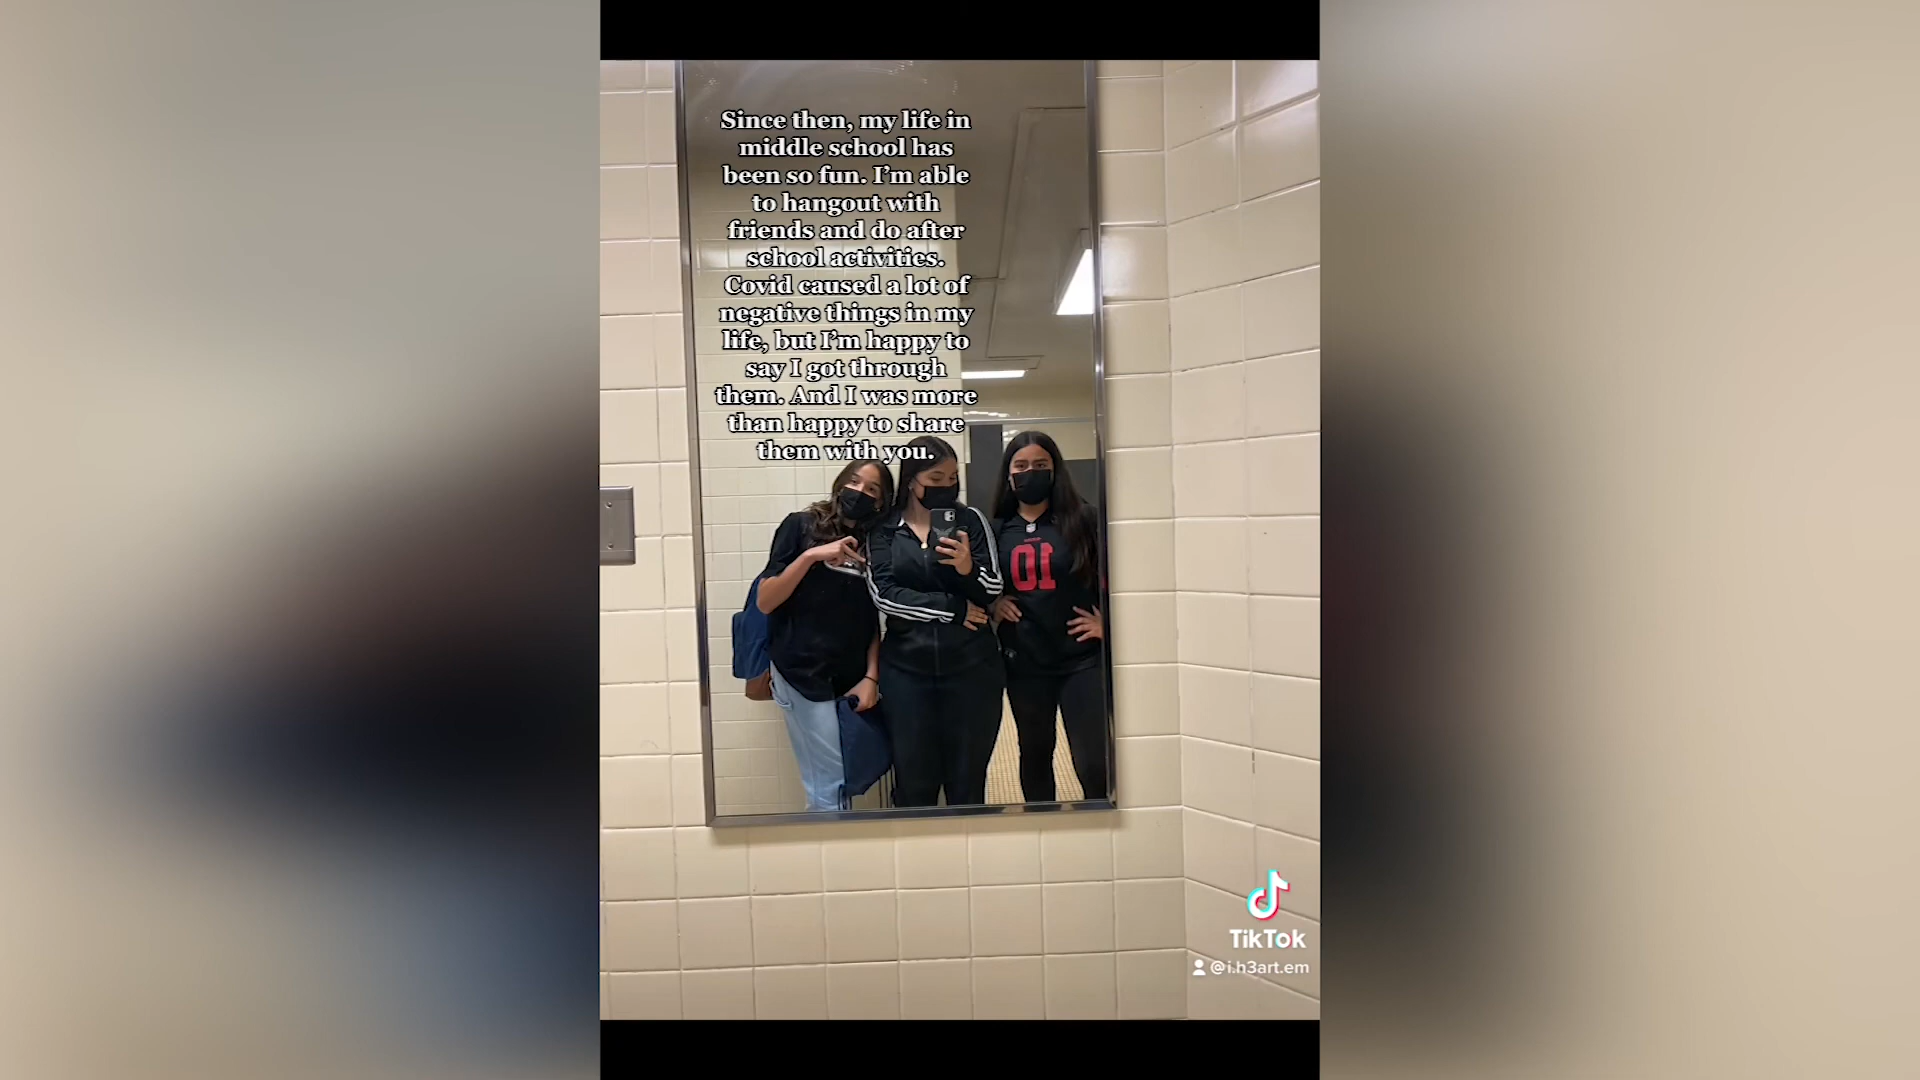 Since then, my life in
middle school has
been so fun. I'm able
to hangout with
friends and do after
school activities.
Covid caused a lot of
negative things in my
life, but I'm happy to
say I got through
them. And I was more
than happy to share
them with you.
10
TikTok
@i.h3art.em